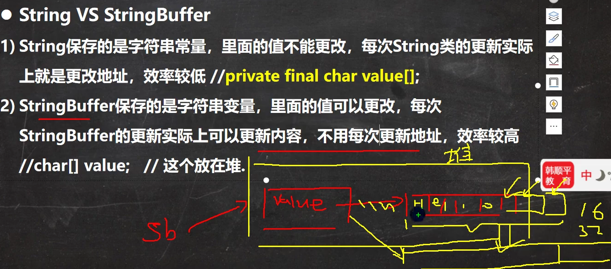 ● String VS StringBuffer
1) String保存的是字符串常量，里面的值不能更改，每次String类的更新实际
上就是更改地址，效率较低 //private final char value[];
2) StringBuffer保存的是字符串变量，里面的值可以更改，每次
StringBuffer的更新实际上可以更新内容，不用每次更新地址，效率较高
//char[] value; // 这个放在堆.
韩顺平
教育
中
value
H e l l o
16
32
Sb